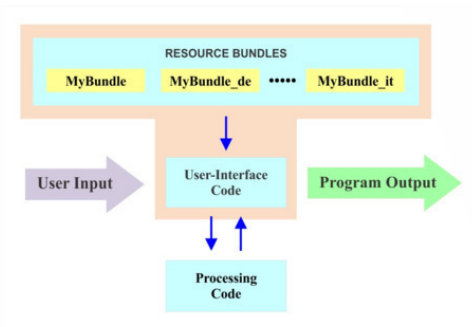 RESOURCE BUNDLES
MyBundle MyBundle_de ••••• MyBundle_it
User Input
User-Interface
Code
Program Output
Processing
Code